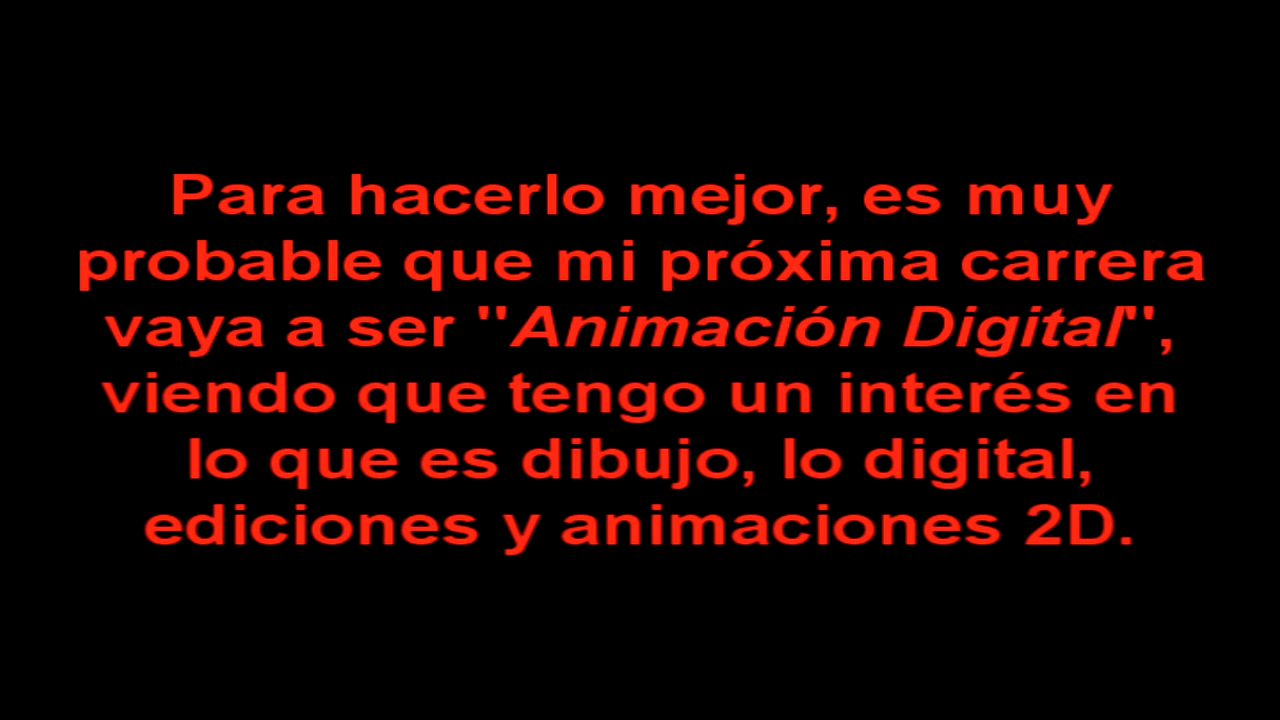 Para hacerlo mejor, es muy
probable que mi próxima carrera
vaya a ser "Animación Digital",
viendo que tengo un interés en
lo que es dibujo, lo digital,
ediciones y animaciones 2D.